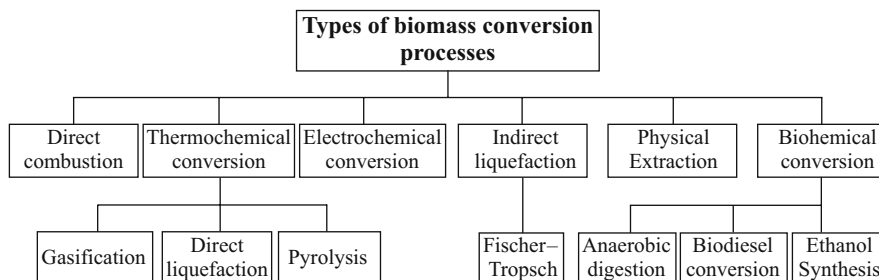 Types of biomass conversion
processes
Direct
combustion
Thermochemical
conversion
Electrochemical
conversion
Indirect
liquefaction
Physical
Extraction
Biohemical
conversion
Gasification
Direct
liquefaction
Pyrolysis
Fischer–
Tropsch
Anaerobic
digestion
Biodiesel
conversion
Ethanol
Synthesis